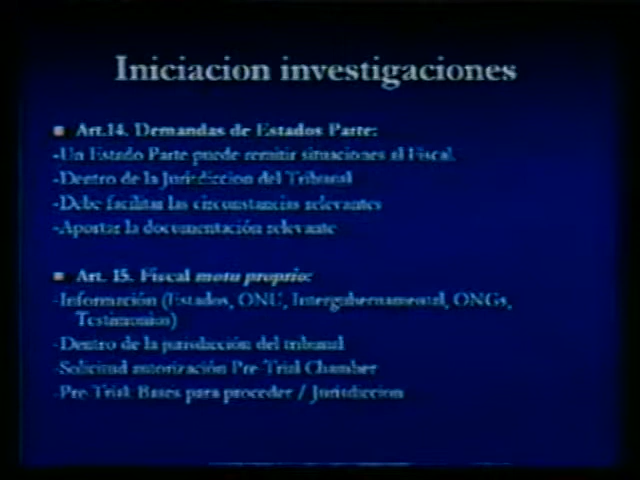 Iniciacion investigaciones
Art.14. Demandas de Estados Parte:
-Un Estado Parte puede remitir situaciones al Fiscal.
-Dentro de la Jurisdiccion del Tribunal
-Debe facilitar las circunstancias relevantes
-Aportar la documentación relevante
Art. 15. Fiscal motu proprio:
-Información (Estados, ONU, Intergubernamental, ONGs,
Testimonios)
-Dentro de la jurisdicción del tribunal
-Solicitud autorización Pre-Trial Chamber
-Pre-Trial: Bases para proceder / Jurisdiccion